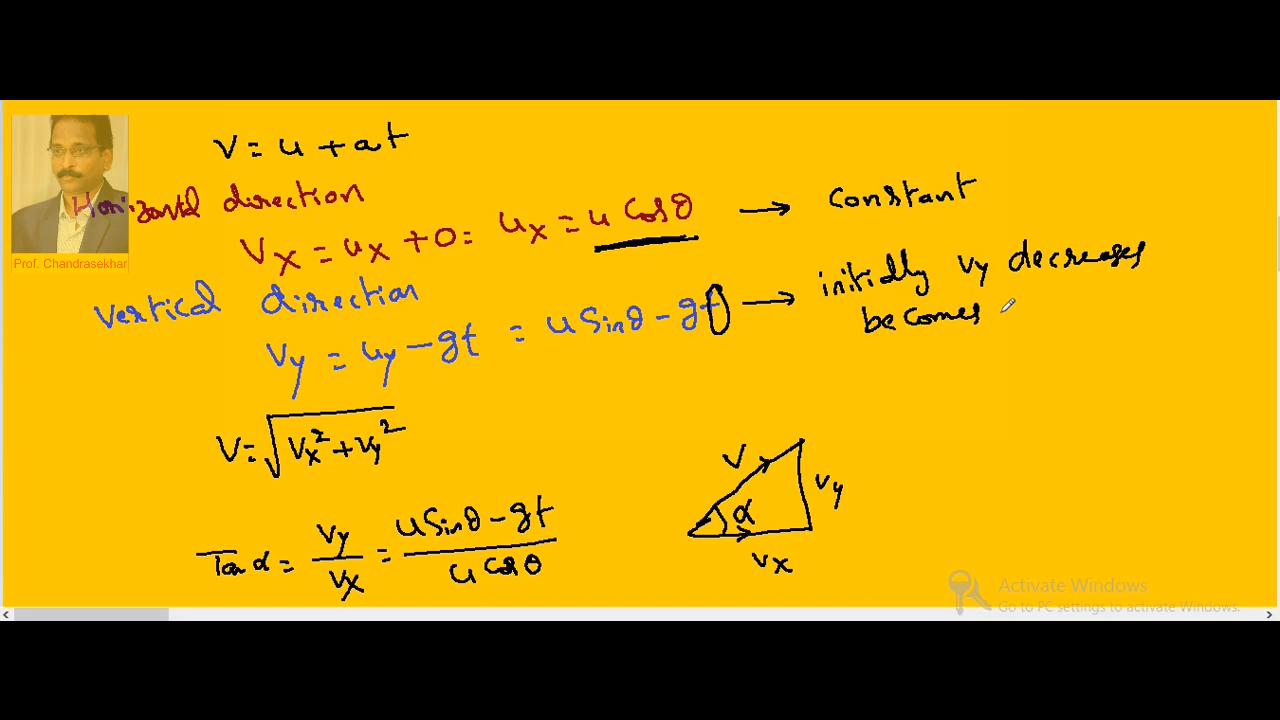 V = u + at
Horizontal direction
Vx = ux + 0 = ux = u Cosθ → constant
Prof. Chandrasekhar
Vertical direction
Vy = uy - gt = u Sinθ - gt → initially Vy decreases
becomes
V = √Vx² + Vy²
V
α
Vy
Vx
Tan α = Vy/Vx = u Sinθ - gt / u Cosθ
Activate Windows
Go to PC settings to activate Windows.